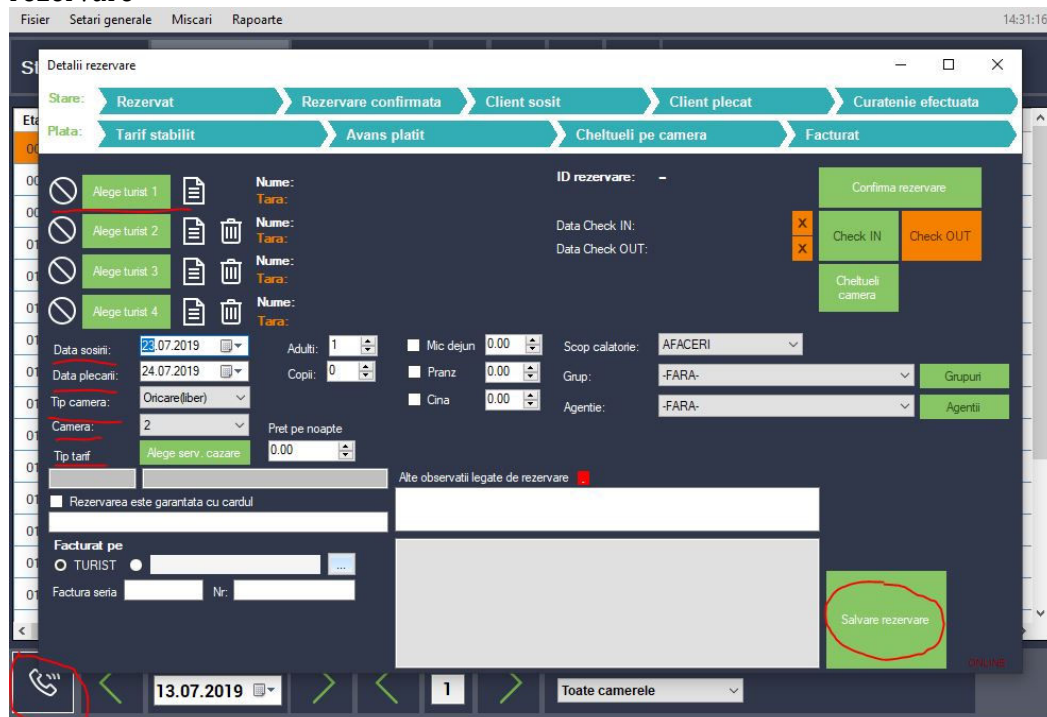 rezervare
Fisier Setari generale Miscari Rapoarte 14:31:16
Detalii rezervare
Stare: Rezervat Rezervare confirmata Client sosit Client plecat Curatenie efectuata
Plata: Tarif stabilit Avans platit Cheltueli pe camera Facturat
Alege turist 1 Nume: ID rezervare: - Confirma rezervare
Tara:
Alege turist 2 Nume: Data Check IN: X Check IN Check OUT
Tara: Data Check OUT: X
Alege turist 3 Nume: Cheltueli camera
Tara:
Alege turist 4 Nume:
Tara:
Data sosirii: 23.07.2019 Adulti: 1 Mic dejun 0.00 Scop calatorie: AFACERI
Data plecarii: 24.07.2019 Copii: 0 Pranz 0.00 Grup: -FARA- Grupuri
Tip camera: Oricare(liber) Cina 0.00 Agentie: -FARA- Agentii
Camera: 2 Pret pe noapte
Tip tarif Alege serv. cazare 0.00
Alte observatii legate de rezervare .
Rezervarea este garantata cu cardul
Facturat pe
TURIST ...
Factura seria Nr:
Salvare rezervare
ONLINE
13.07.2019 1 Toate camerele